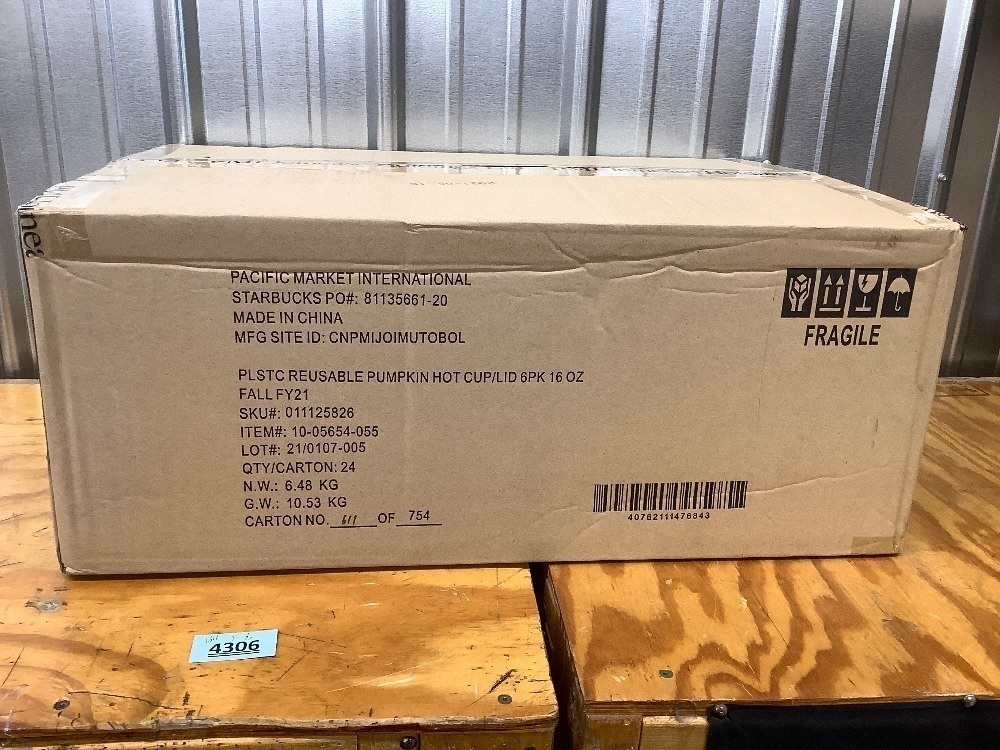 PACIFIC MARKET INTERNATIONAL
STARBUCKS PO#: 81135661-20
MADE IN CHINA
MFG SITE ID: CNPMIJOIMUTOBOL
FRAGILE
PLSTC REUSABLE PUMPKIN HOT CUP/LID 6PK 16 OZ
FALL FY21
SKU#: 011125826
ITEM#: 10-05654-055
LOT#: 21/0107-005
QTY/CARTON: 24
N.W.: 6.48 KG
G.W.: 10.53 KG
CARTON NO. 611 OF 754
40762111476843
4306